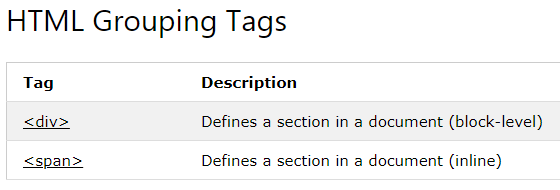 HTML Grouping Tags
Tag Description
<div> Defines a section in a document (block-level)
<span> Defines a section in a document (inline)